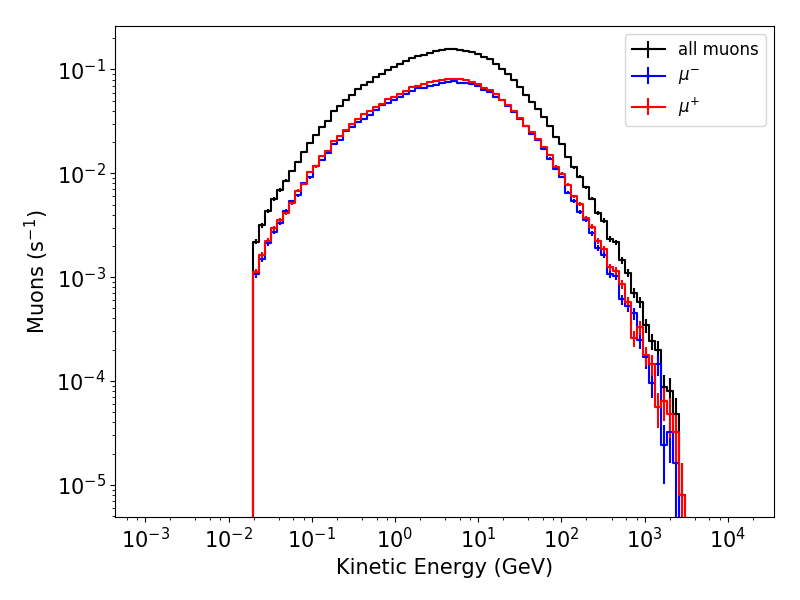 all muons
μ⁻
μ⁺
Muons (s⁻¹)
10⁻¹
10⁻²
10⁻³
10⁻⁴
10⁻⁵
10⁻³ 10⁻² 10⁻¹ 10⁰ 10¹ 10² 10³ 10⁴
Kinetic Energy (GeV)